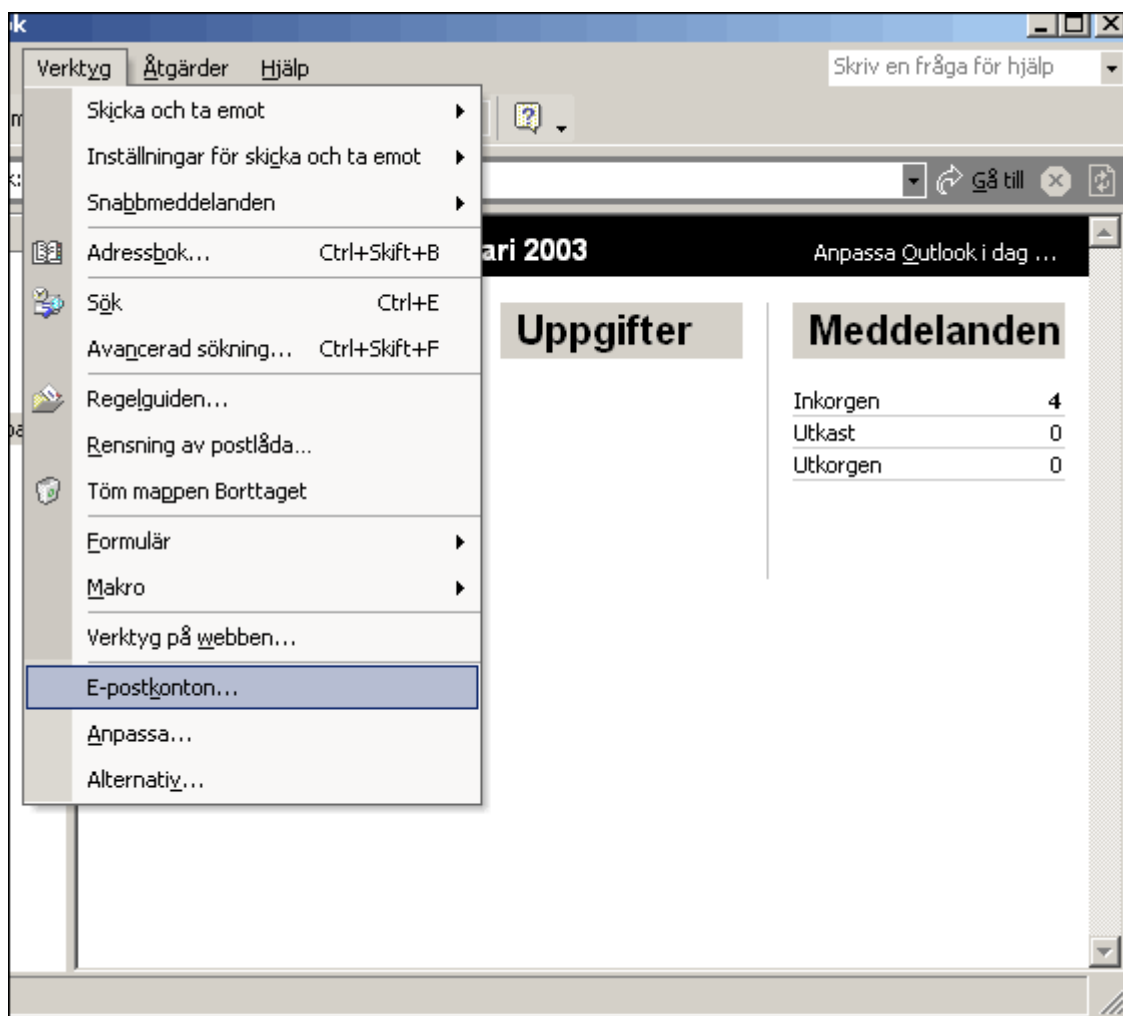 Verktyg Åtgärder Hjälp Skriv en fråga för hjälp
Skicka och ta emot
Inställningar för skicka och ta emot
Gå till
Snabbmeddelanden
Adressbok... Ctrl+Skift+B
ari 2003 Anpassa Outlook i dag ...
Sök Ctrl+E
Avancerad sökning... Ctrl+Skift+F
Uppgifter Meddelanden
Regelguiden...
Inkorgen 4
Rensning av postlåda...
Utkast 0
Utkorgen 0
Töm mappen Borttaget
Formulär
Makro
Verktyg på webben...
E-postkonton...
Anpassa...
Alternativ...